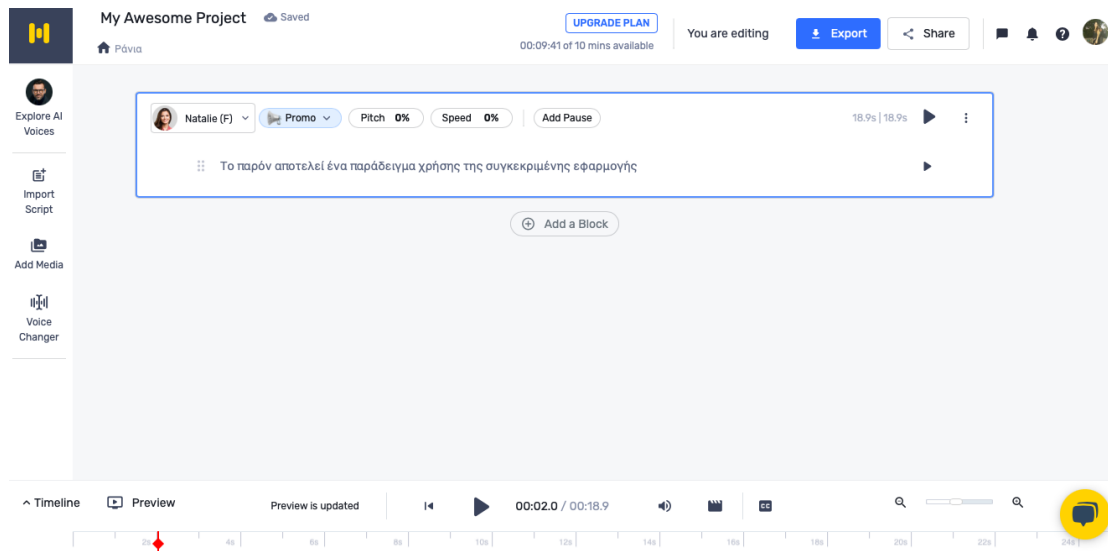 My Awesome Project
Saved
Ράνια
UPGRADE PLAN
00:09:41 of 10 mins available
You are editing
Export
Share
Explore AI
Voices
Import
Script
Add Media
Voice
Changer
Natalie (F)
Promo
Pitch 0%
Speed 0%
Add Pause
18.9s | 18.9s
Το παρόν αποτελεί ένα παράδειγμα χρήσης της συγκεκριμένης εφαρμογής
Add a Block
Timeline
Preview
Preview is updated
00:02.0 / 00:18.9
CC
2s 4s 6s 8s 10s 12s 14s 16s 18s 20s 22s 24s